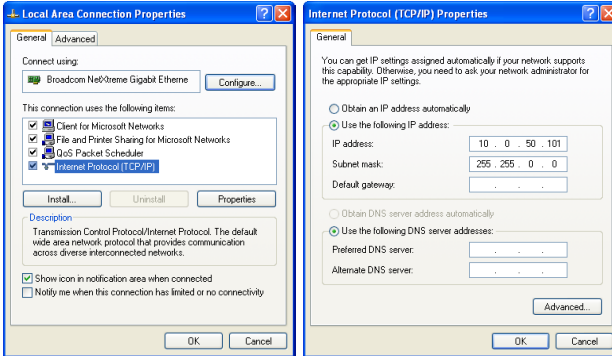 Local Area Connection Properties
General
Advanced
Connect using:
Broadcom NetXtreme Gigabit Etherne
Configure...
This connection uses the following items:
Client for Microsoft Networks
File and Printer Sharing for Microsoft Networks
QoS Packet Scheduler
Internet Protocol (TCP/IP)
Install...
Uninstall
Properties
Description
Transmission Control Protocol/Internet Protocol. The default
wide area network protocol that provides communication
across diverse interconnected networks.
Show icon in notification area when connected
Notify me when this connection has limited or no connectivity
OK
Cancel
Internet Protocol (TCP/IP) Properties
General
You can get IP settings assigned automatically if your network supports
this capability. Otherwise, you need to ask your network administrator for
the appropriate IP settings.
Obtain an IP address automatically
Use the following IP address:
IP address:
10 . 0 . 50 . 101
Subnet mask:
255 . 255 . 0 . 0
Default gateway:
. . .
Obtain DNS server address automatically
Use the following DNS server addresses:
Preferred DNS server:
. . .
Alternate DNS server:
. . .
Advanced...
OK
Cancel